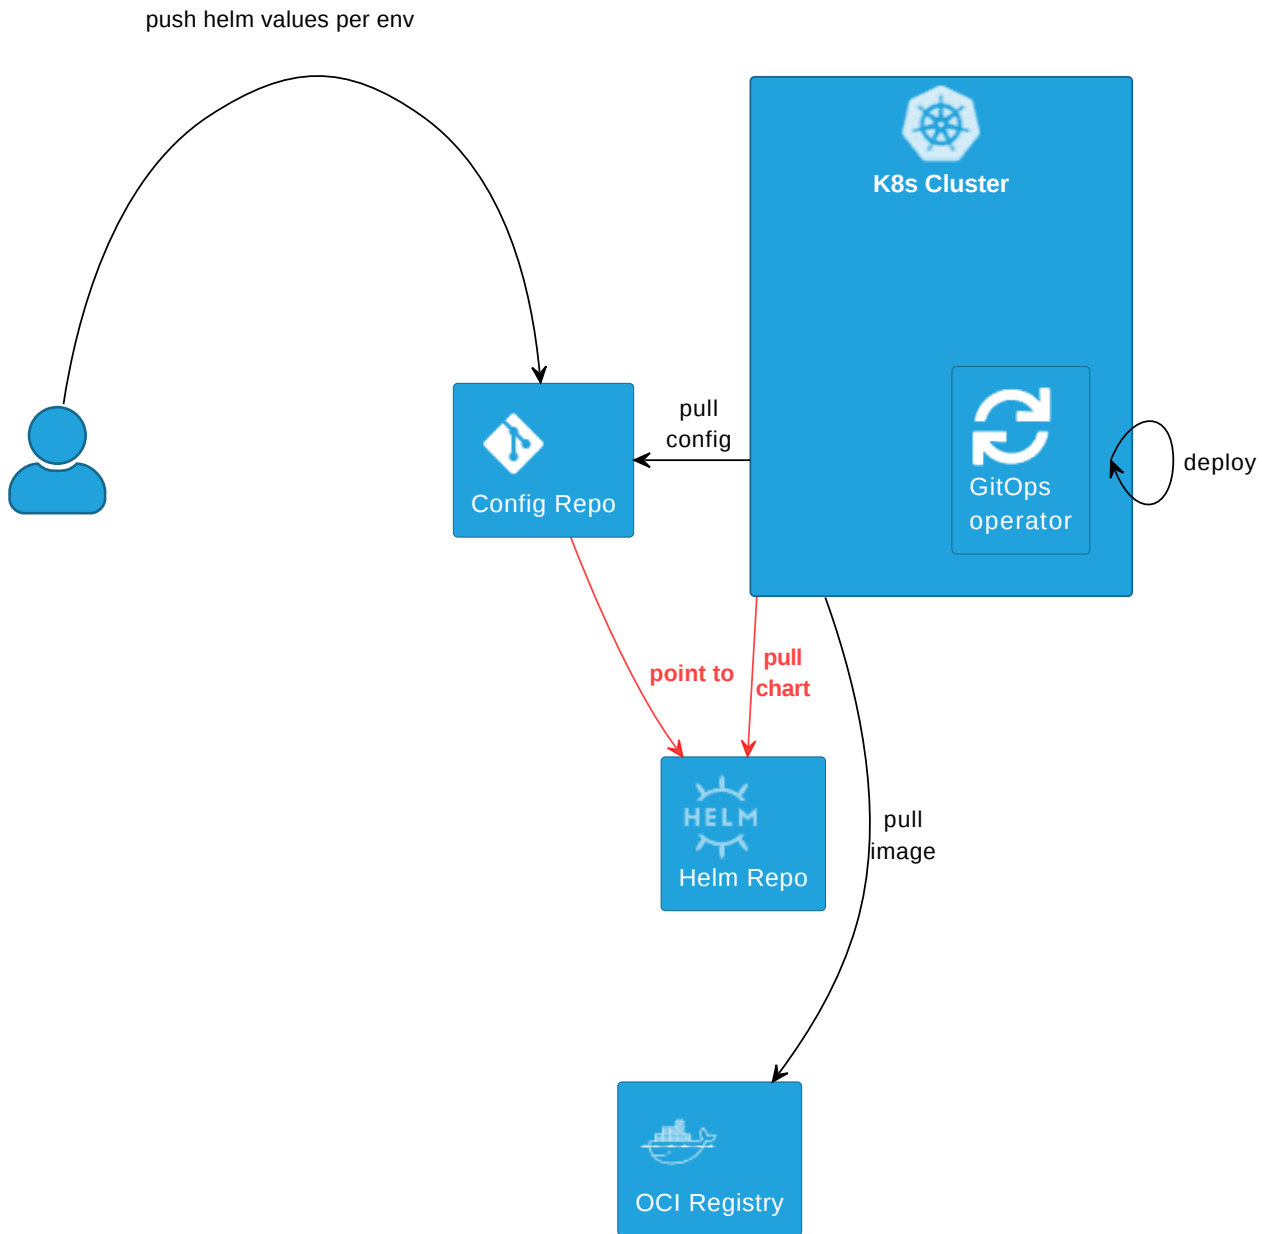 push helm values per env
K8s Cluster
pull
config
Config Repo
GitOps
operator
deploy
point to
pull
chart
HELM
Helm Repo
pull
image
OCI Registry